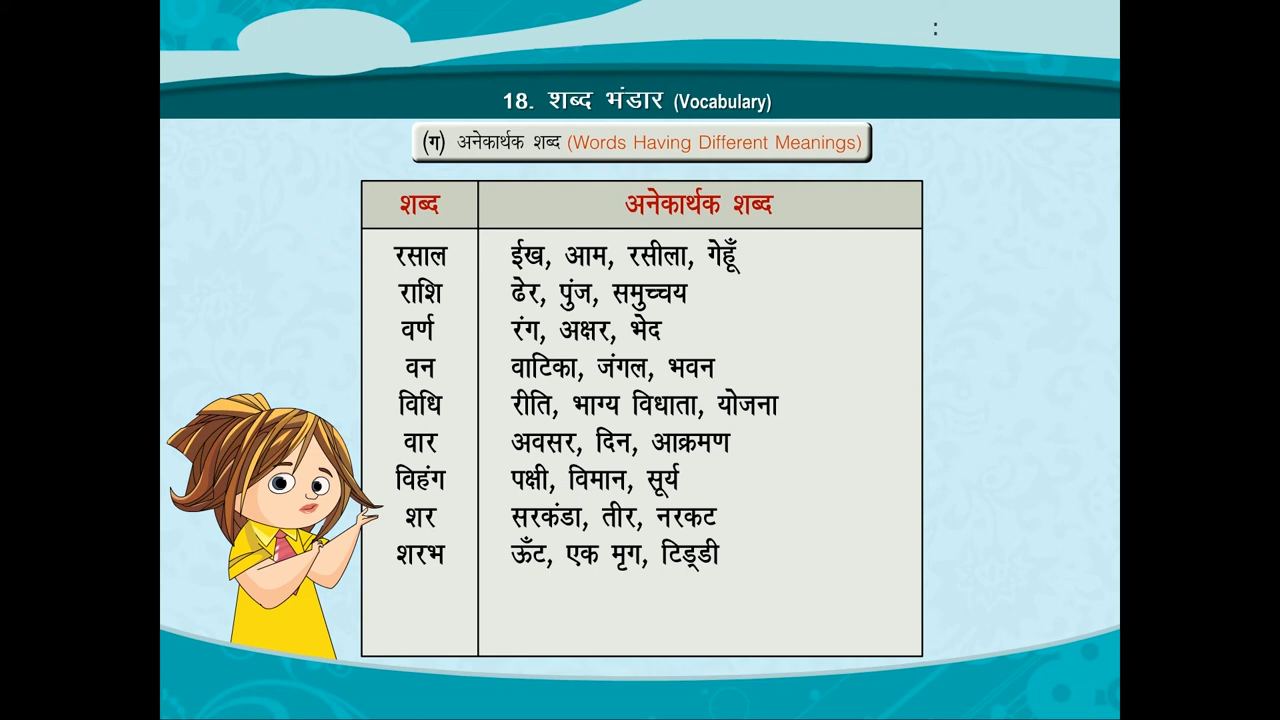 :
18. शब्द भंडार (Vocabulary)
(ग) अनेकार्थक शब्द (Words Having Different Meanings)
शब्द अनेकार्थक शब्द
रसाल ईख, आम, रसीला, गेहूँ
राशि ढेर, पुंज, समुच्चय
वर्ण रंग, अक्षर, भेद
वन वाटिका, जंगल, भवन
विधि रीति, भाग्य विधाता, योजना
वार अवसर, दिन, आक्रमण
विहंग पक्षी, विमान, सूर्य
शर सरकंडा, तीर, नरकट
शरभ ऊँट, एक मृग, टिड्डी